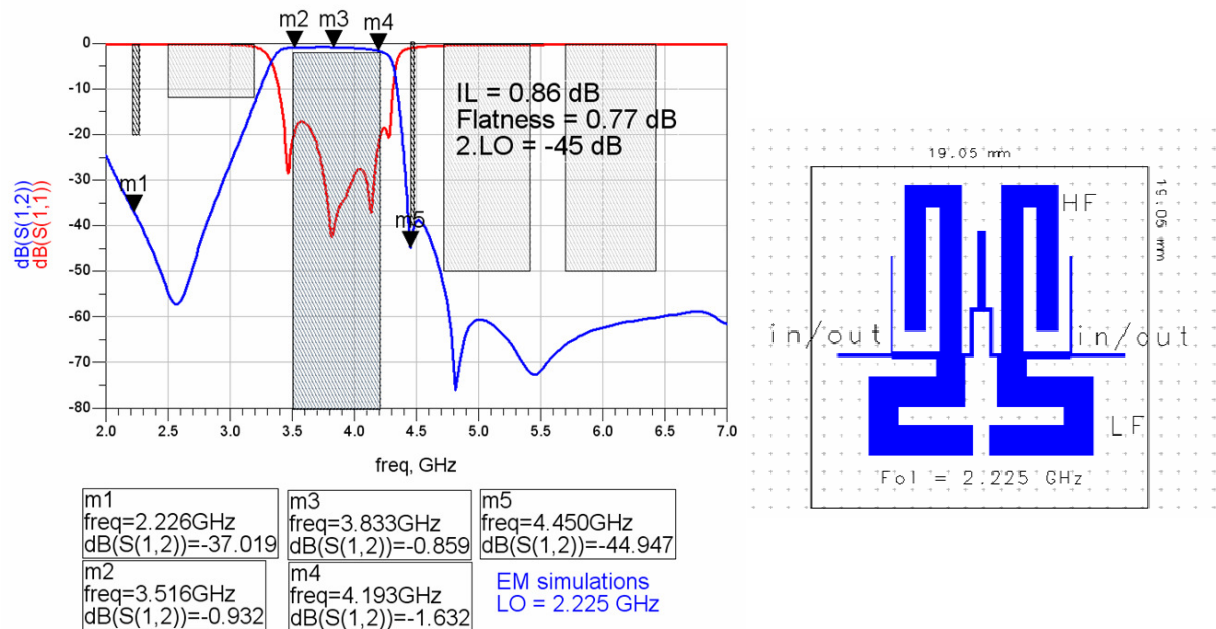 m2
m3
m4
0
-10
-20
-30
-40
-50
-60
-70
-80
dB(S(1,2))
dB(S(1,1))
m1
m5
IL = 0.86 dB
Flatness = 0.77 dB
2.LO = -45 dB
2.0
2.5
3.0
3.5
4.0
4.5
5.0
5.5
6.0
6.5
7.0
freq, GHz
m1
freq=2.226GHz
dB(S(1,2))=-37.019
m3
freq=3.833GHz
dB(S(1,2))=-0.859
m5
freq=4.450GHz
dB(S(1,2))=-44.947
m2
freq=3.516GHz
dB(S(1,2))=-0.932
m4
freq=4.193GHz
dB(S(1,2))=-1.632
EM simulations
LO = 2.225 GHz
19.05 mm
19.05 mm
HF
in/out
in/out
LF
Fol = 2.225 GHz